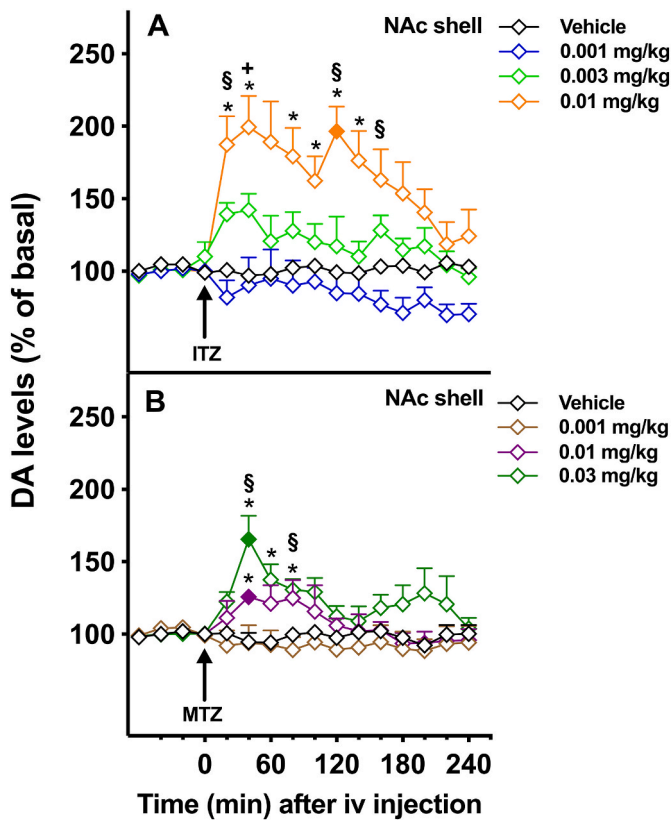 A
NAc shell
Vehicle
0.001 mg/kg
0.003 mg/kg
0.01 mg/kg
250
200
150
100
§
*
+
*
*
*
§
*
*
§
ITZ
B
NAc shell
Vehicle
0.001 mg/kg
0.01 mg/kg
0.03 mg/kg
250
200
150
100
§
*
*
*
§
*
MTZ
DA levels (% of basal)
0
60
120
180
240
Time (min) after iv injection